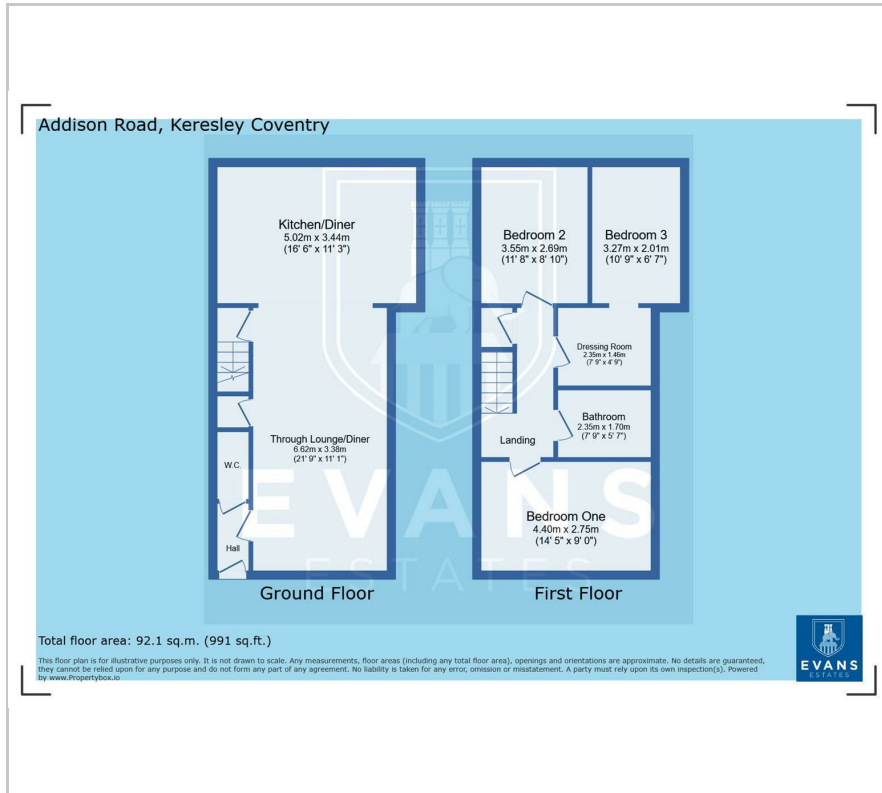 Addison Road, Keresley Coventry
Kitchen/Diner
5.02m x 3.44m
(16' 6" x 11' 3")
Through Lounge/Diner
6.62m x 3.38m
(21' 9" x 11' 1")
W.C.
Hall
Ground Floor
Bedroom 2
3.55m x 2.69m
(11' 8" x 8' 10")
Bedroom 3
3.27m x 2.01m
(10' 9" x 6' 7")
Dressing Room
2.35m x 1.46m
(7' 9" x 4' 9")
Bathroom
2.35m x 1.70m
(7' 9" x 5' 7")
Landing
Bedroom One
4.40m x 2.75m
(14' 5" x 9' 0")
First Floor
EVANS
ESTATES
Total floor area: 92.1 sq.m. (991 sq.ft.)
This floor plan is for illustrative purposes only. It is not drawn to scale. Any measurements, floor areas (including any total floor area), openings and orientations are approximate. No details are guaranteed,
they cannot be relied upon for any purpose and do not form any part of any agreement. No liability is taken for any error, omission or misstatement. A party must rely upon its own inspection(s). Powered
by www.Propertybox.io
EVANS
ESTATES